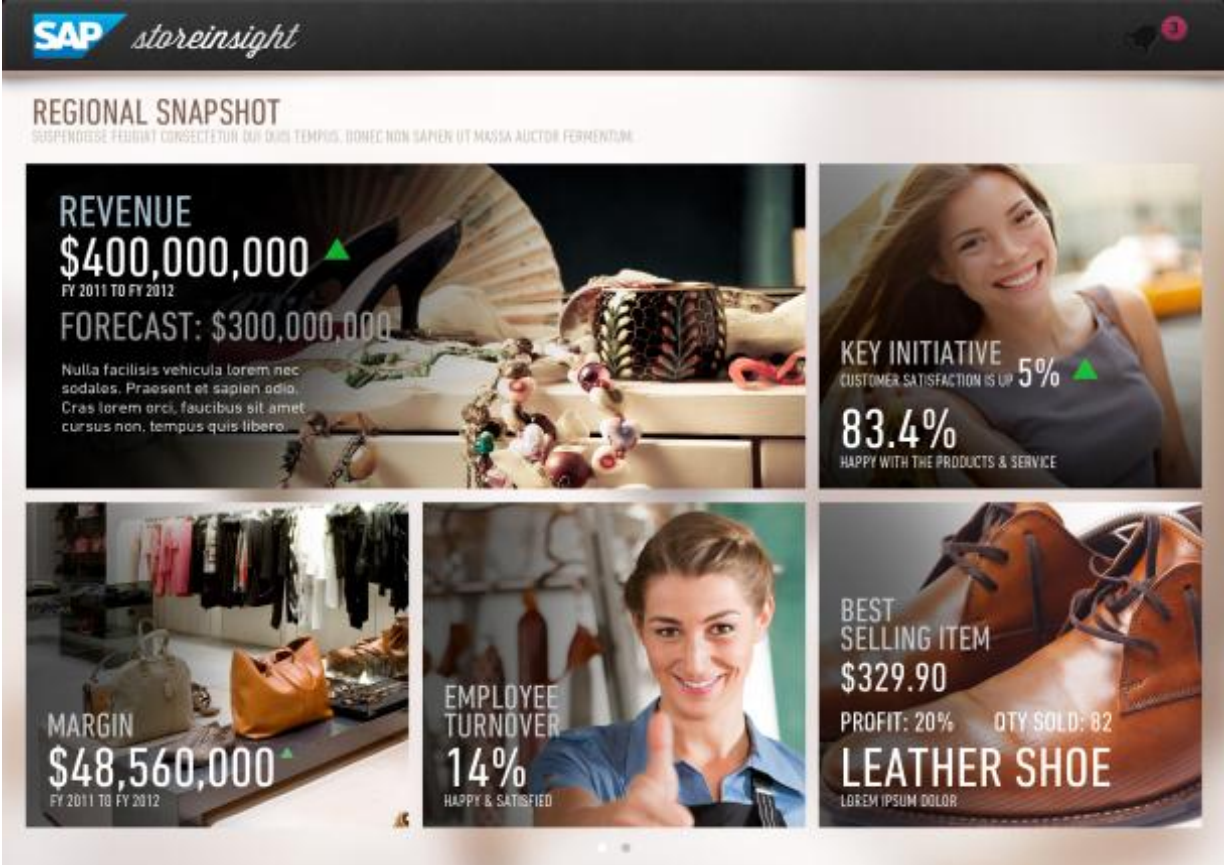 SAP storeinsight
3
REGIONAL SNAPSHOT
SUSPENDISSE FEUGIAT CONSECTETUR DUI QUIS TEMPUS. DONEC NON SAPIEN UT MASSA AUCTOR FERMENTUM.
REVENUE
$400,000,000
FY 2011 TO FY 2012
FORECAST: $300,000,000
Nulla facilisis vehicula lorem nec
sodales. Praesent et sapien odio.
Cras lorem orci, faucibus sit amet
cursus non, tempus quis libero.
KEY INITIATIVE
CUSTOMER SATISFACTION IS UP 5%
83.4%
HAPPY WITH THE PRODUCTS & SERVICE
MARGIN
$48,560,000
FY 2011 TO FY 2012
EMPLOYEE
TURNOVER
14%
HAPPY & SATISFIED
BEST
SELLING ITEM
$329.90
PROFIT: 20% QTY SOLD: 82
LEATHER SHOE
LOREM IPSUM DOLOR